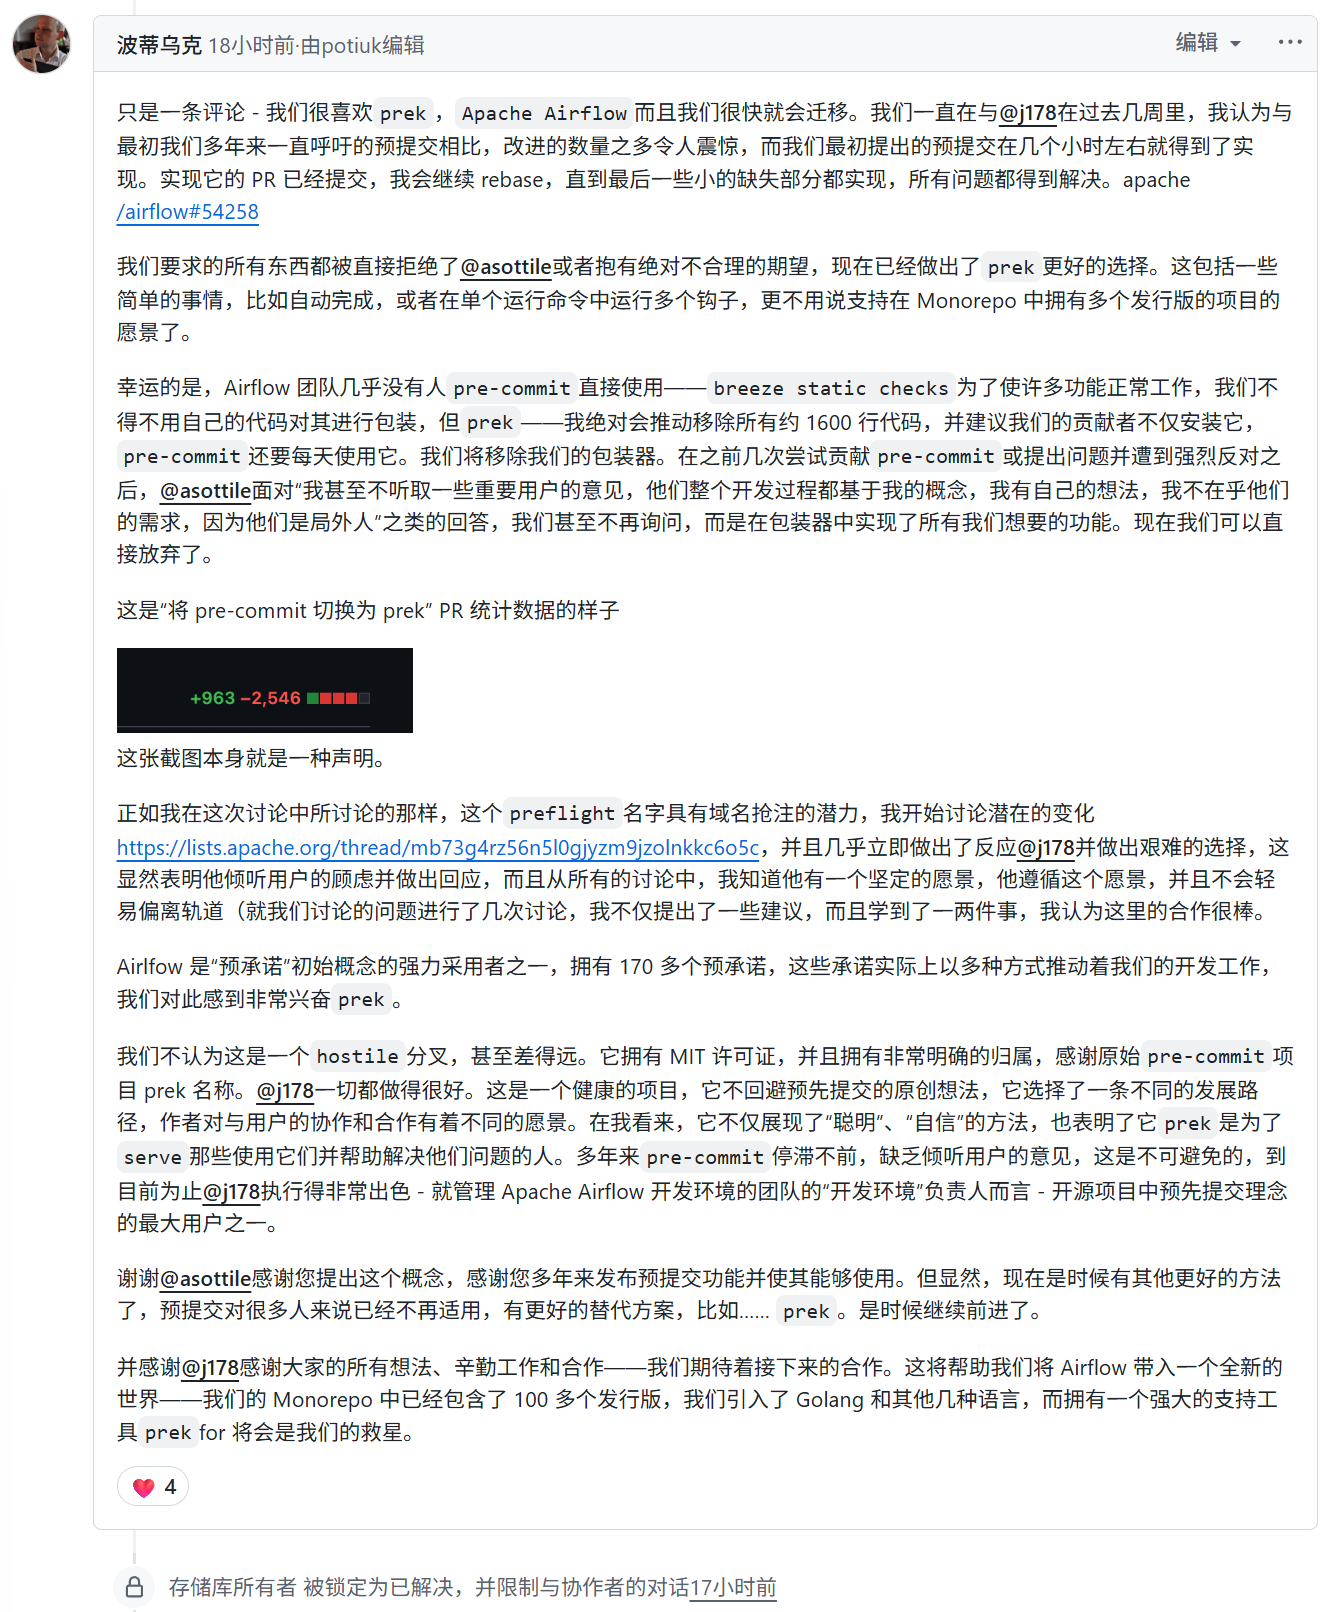 波蒂乌克 18小时前·由potiuk编辑
编辑
只是一条评论 - 我们很喜欢 prek ， Apache Airflow 而且我们很快就会迁移。我们一直在与@j178在过去几周里，我认为与
最初我们多年来一直呼吁的预提交相比，改进的数量之多令人震惊，而我们最初提出的预提交在几个小时左右就得到了实
现。实现它的 PR 已经提交，我会继续 rebase，直到最后一些小的缺失部分都实现，所有问题都得到解决。apache
/airflow#54258
我们要求的所有东西都被直接拒绝了@asottile或者抱有绝对不合理的期望，现在已经做出了 prek 更好的选择。这包括一些
简单的事情，比如自动完成，或者在单个运行命令中运行多个钩子，更不用说支持在 Monorepo 中拥有多个发行版的项目的
愿景了。
幸运的是，Airflow 团队几乎没有人 pre-commit 直接使用—— breeze static checks 为了使许多功能正常工作，我们不
得不用自己的代码对其进行包装，但 prek ——我绝对会推动移除所有约 1600 行代码，并建议我们的贡献者不仅安装它，
pre-commit 还要每天使用它。我们将移除我们的包装器。在之前几次尝试贡献 pre-commit 或提出问题并遭到强烈反对之
后，@asottile面对“我甚至不听取一些重要用户的意见，他们整个开发过程都基于我的概念，我有自己的想法，我不在乎他们
的需求，因为他们是局外人”之类的回答，我们甚至不再询问，而是在包装器中实现了所有我们想要的功能。现在我们可以直
接放弃了。
这是“将 pre-commit 切换为 prek” PR 统计数据的样子
+963 −2,546
这张截图本身就是一种声明。
正如我在这次讨论中所讨论的那样，这个 preflight 名字具有域名抢注的潜力，我开始讨论潜在的变化
https://lists.apache.org/thread/mb73g4rz56n5l0gjyzm9jzolnkkc6o5c，并且几乎立即做出了反应@j178并做出艰难的选择，这
显然表明他倾听用户的顾虑并做出回应，而且从所有的讨论中，我知道他有一个坚定的愿景，他遵循这个愿景，并且不会轻
易偏离轨道（就我们讨论的问题进行了几次讨论，我不仅提出了一些建议，而且学到了一两件事，我认为这里的合作很棒。
Airlfow 是“预承诺”初始概念的强力采用者之一，拥有 170 多个预承诺，这些承诺实际上以多种方式推动着我们的开发工作，
我们对此感到非常兴奋 prek 。
我们不认为这是一个 hostile 分叉，甚至差得远。它拥有 MIT 许可证，并且拥有非常明确的归属，感谢原始 pre-commit 项
目 prek 名称。@j178一切都做得很好。这是一个健康的项目，它不回避预先提交的原创想法，它选择了一条不同的发展路
径，作者对与用户的协作和合作有着不同的愿景。在我看来，它不仅展现了“聪明”、“自信”的方法，也表明了它 prek 是为了
serve 那些使用它们并帮助解决他们问题的人。多年来 pre-commit 停滞不前，缺乏倾听用户的意见，这是不可避免的，到
目前为止@j178执行得非常出色 - 就管理 Apache Airflow 开发环境的团队的“开发环境”负责人而言 - 开源项目中预先提交理念
的最大用户之一。
谢谢@asottile感谢您提出这个概念，感谢您多年来发布预提交功能并使其能够使用。但显然，现在是时候有其他更好的方法
了，预提交对很多人来说已经不再适用，有更好的替代方案，比如…… prek 。是时候继续前进了。
并感谢@j178感谢大家的所有想法、辛勤工作和合作——我们期待着接下来的合作。这将帮助我们将 Airflow 带入一个全新的
世界——我们的 Monorepo 中已经包含了 100 多个发行版，我们引入了 Golang 和其他几种语言，而拥有一个强大的支持工
具 prek for 将会是我们的救星。
4
存储库所有者 被锁定为已解决，并限制与协作者的对话17小时前